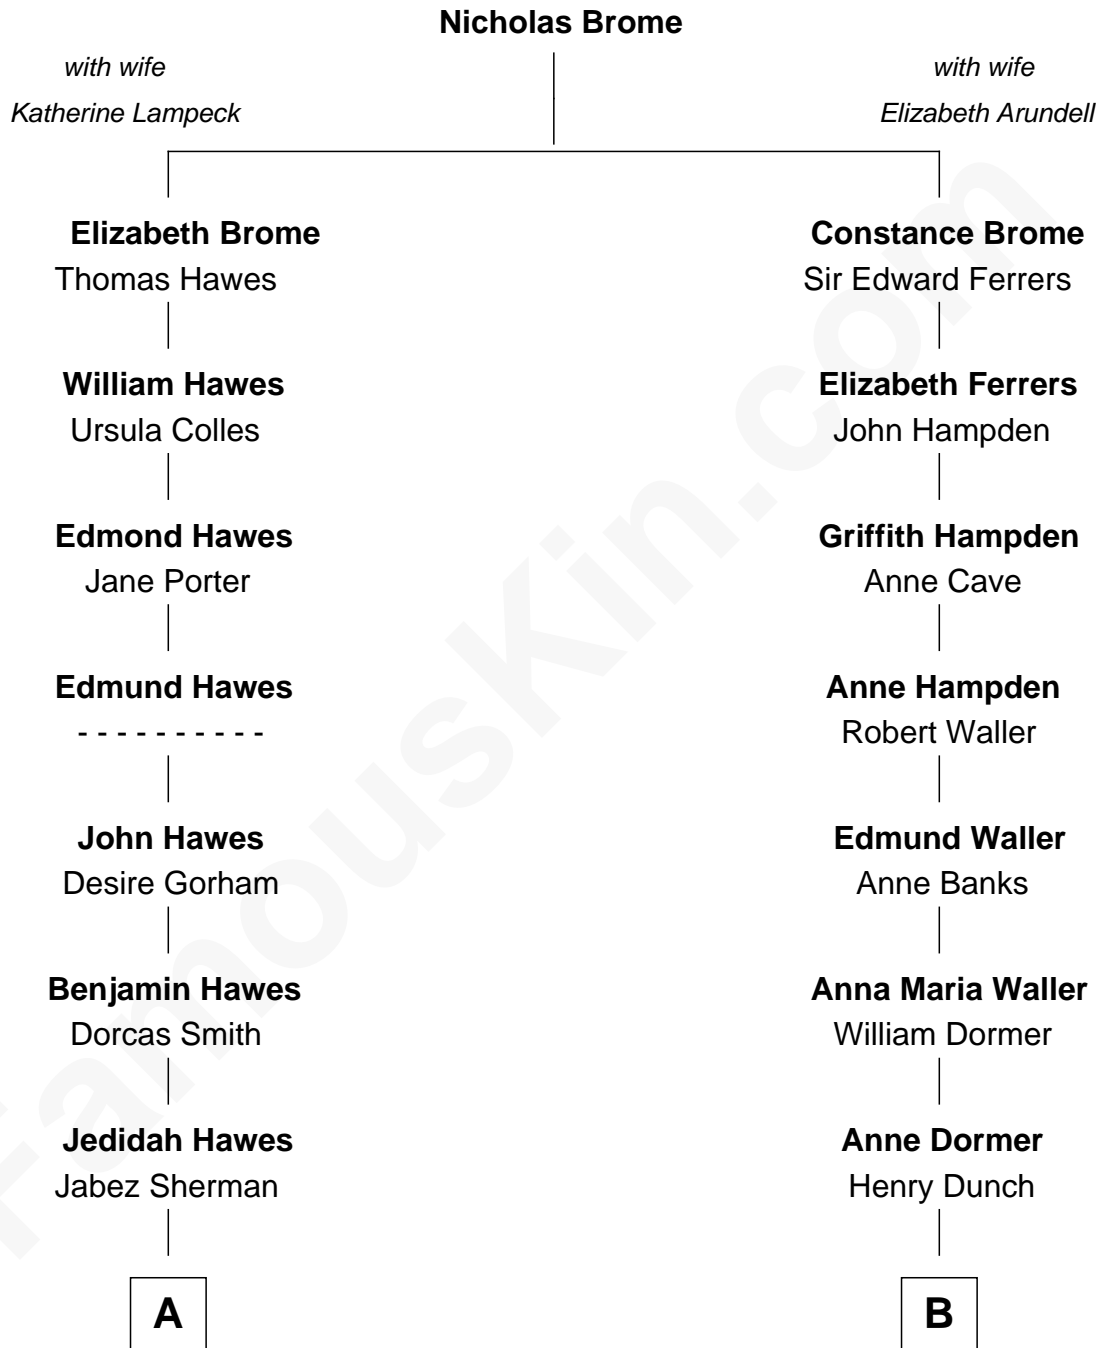 Nicholas Brome
with wife
Katherine Lampeck
with wife
Elizabeth Arundell
Elizabeth Brome
Thomas Hawes
William Hawes
Ursula Colles
Edmond Hawes
Jane Porter
Edmund Hawes
- - - - - - - - - -
John Hawes
Desire Gorham
Benjamin Hawes
Dorcas Smith
Jedidah Hawes
Jabez Sherman
A
Constance Brome
Sir Edward Ferrers
Elizabeth Ferrers
John Hampden
Griffith Hampden
Anne Cave
Anne Hampden
Robert Waller
Edmund Waller
Anne Banks
Anna Maria Waller
William Dormer
Anne Dormer
Henry Dunch
B
FamousKin.com